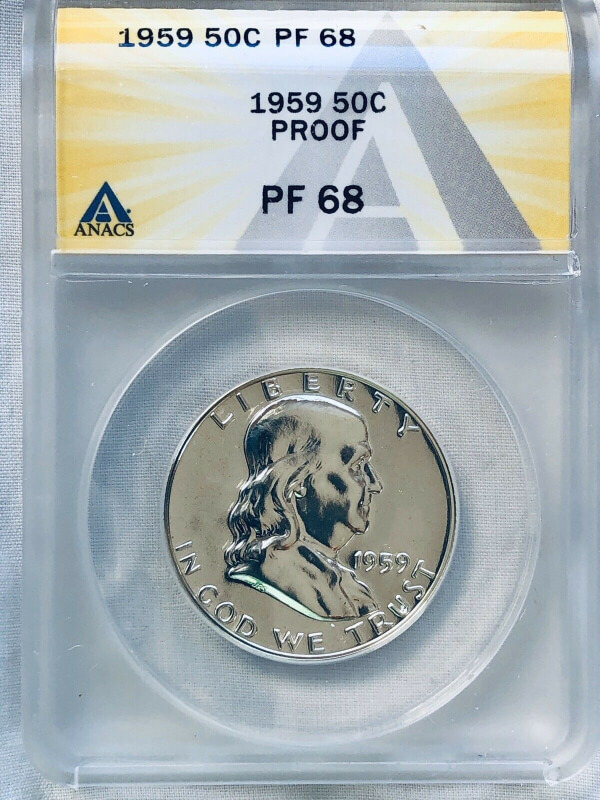 1959 50C PF 68
1959 50C
PROOF
PF 68
ANACS
LIBERTY
1959
IN GOD WE TRUST